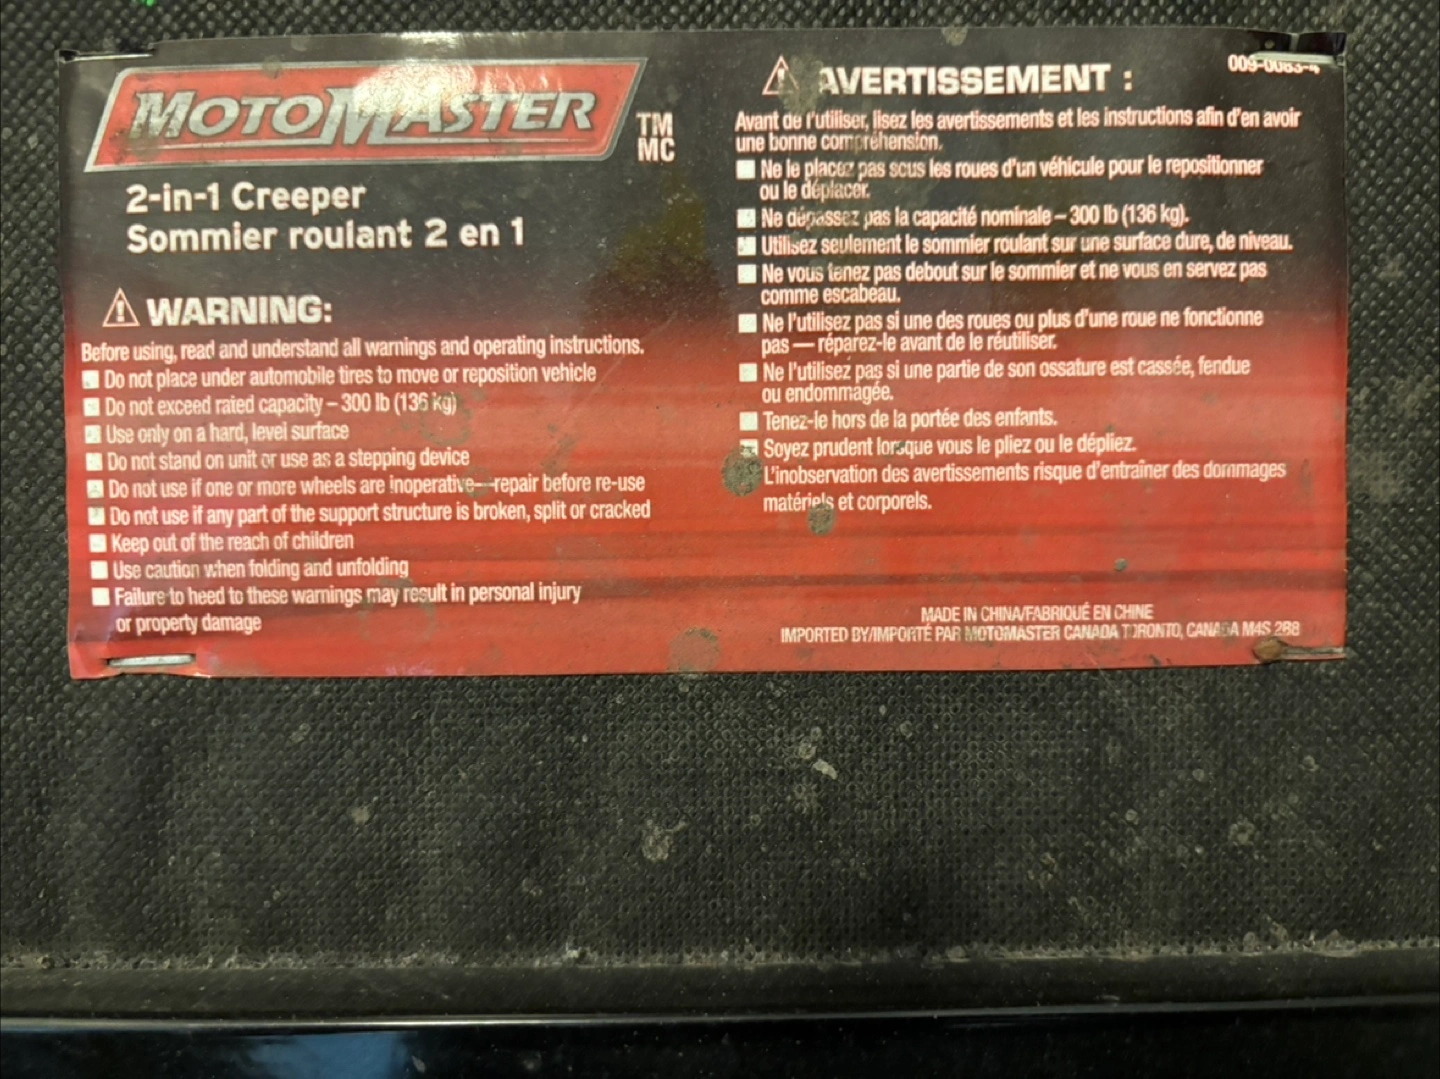 MOTOMASTER
TM
MC
2-in-1 Creeper
Sommier roulant 2 en 1
WARNING:
Before using, read and understand all warnings and operating instructions.
Do not place under automobile tires to move or reposition vehicle
Do not exceed rated capacity – 300 lb (136 kg)
Use only on a hard, level surface
Do not stand on unit or use as a stepping device
Do not use if one or more wheels are inoperative—repair before re-use
Do not use if any part of the support structure is broken, split or cracked
Keep out of the reach of children
Use caution when folding and unfolding
Failure to heed to these warnings may result in personal injury
or property damage
009-0083-4
AVERTISSEMENT :
Avant de l'utiliser, lisez les avertissements et les instructions afin d'en avoir
une bonne compréhension.
Ne le placez pas sous les roues d'un véhicule pour le repositionner
ou le déplacer.
Ne dépassez pas la capacité nominale – 300 lb (136 kg).
Utilisez seulement le sommier roulant sur une surface dure, de niveau.
Ne vous tenez pas debout sur le sommier et ne vous en servez pas
comme escabeau.
Ne l'utilisez pas si une des roues ou plus d'une roue ne fonctionne
pas — réparez-le avant de le réutiliser.
Ne l'utilisez pas si une partie de son ossature est cassée, fendue
ou endommagée.
Tenez-le hors de la portée des enfants.
Soyez prudent lorsque vous le pliez ou le dépliez.
L'inobservation des avertissements risque d'entraîner des dommages
matériels et corporels.
MADE IN CHINA/FABRIQUÉ EN CHINE
IMPORTED BY/IMPORTÉ PAR MOTOMASTER CANADA TORONTO, CANADA M4S 2B8